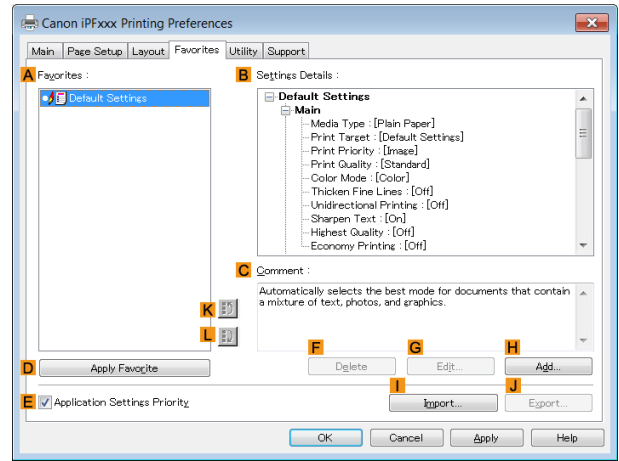 Canon iPFxxx Printing Preferences
Main Page Setup Layout Favorites Utility Support
A Favorites :
B Settings Details :
Default Settings
Default Settings
Main
Media Type : [Plain Paper]
Print Target : [Default Settings]
Print Priority : [Image]
Print Quality : [Standard]
Color Mode : [Color]
Thicken Fine Lines : [Off]
Unidirectional Printing : [Off]
Sharpen Text : [On]
Highest Quality : [Off]
Economy Printing : [Off]
C Comment :
Automatically selects the best mode for documents that contain
a mixture of text, photos, and graphics.
K
L
D Apply Favorite
F Delete
G Edit...
H Add...
E Application Settings Priority
I Import...
J Export...
OK Cancel Apply Help